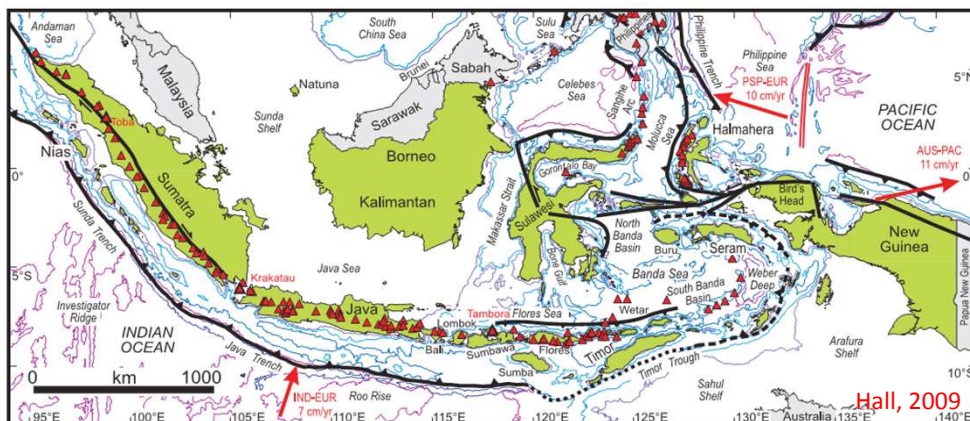 Andaman
Sea
South
China Sea
Sulu
Sea
Philippines
Philippine Trench
Philippine
Sea
5°N
Malaysia
Natuna
Brunei
Sabah
Celebes
Sea
Sangihe
Arc
Molucca
Sea
PSP-EUR
10 cm/yr
PACIFIC
OCEAN
Toba
Sunda
Shelf
Sarawak
Halmahera
AUS-PAC
11 cm/yr
Nias
Borneo
Gorontalo Bay
0°
0°
Sumatra
Kalimantan
Makassar Strait
Sulawesi
Bird's
Head
Sunda Trench
North
Banda
Basin
New
Guinea
Bone Gulf
Buru
Seram
5°S
Krakatau
Java Sea
Banda Sea
Weber
Deep
Papua New Guinea
Investigator
Ridge
Tambora
Flores Sea
South Banda
Basin
Java
Lombok
Wetar
INDIAN
OCEAN
Bali
Sumbawa
Flores
Timor
Arafura
Shelf
Java Trench
Sumba
Timor Trough
10°S
0
km
1000
IND-EUR
7 cm/yr
Roo Rise
Sahul
Shelf
Hall, 2009
95°E
100°E
105°E
110°E
115°E
120°E
125°E
130°E
Australia
135°E
140°E